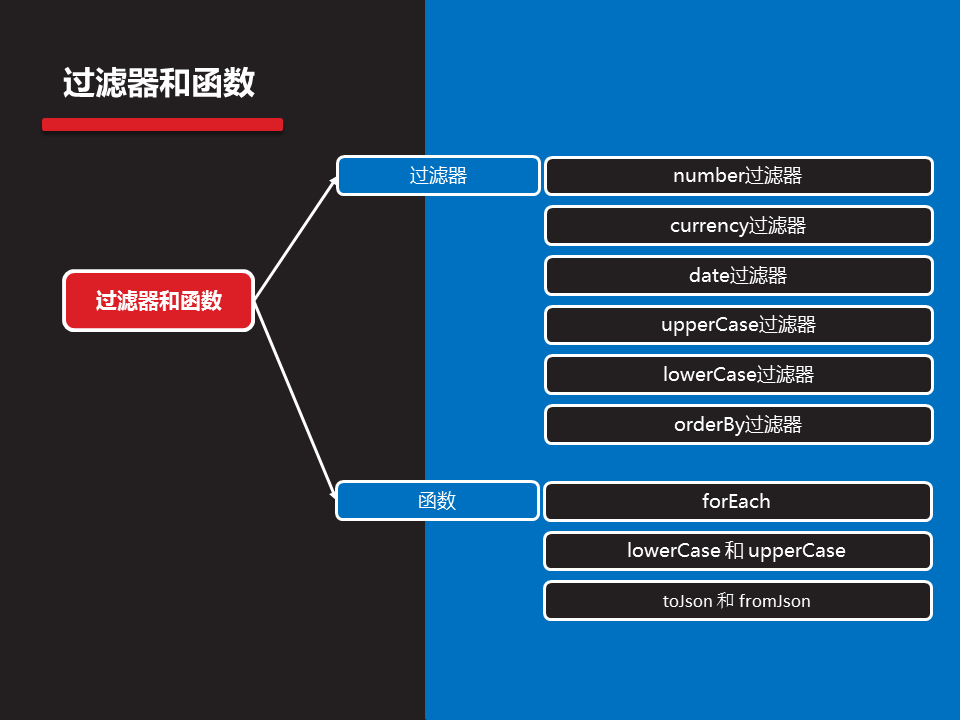 过滤器和函数
过滤器
number过滤器
currency过滤器
date过滤器
upperCase过滤器
过滤器和函数
lowerCase过滤器
orderBy过滤器
函数
forEach
lowerCase 和 upperCase
toJson 和 fromJson